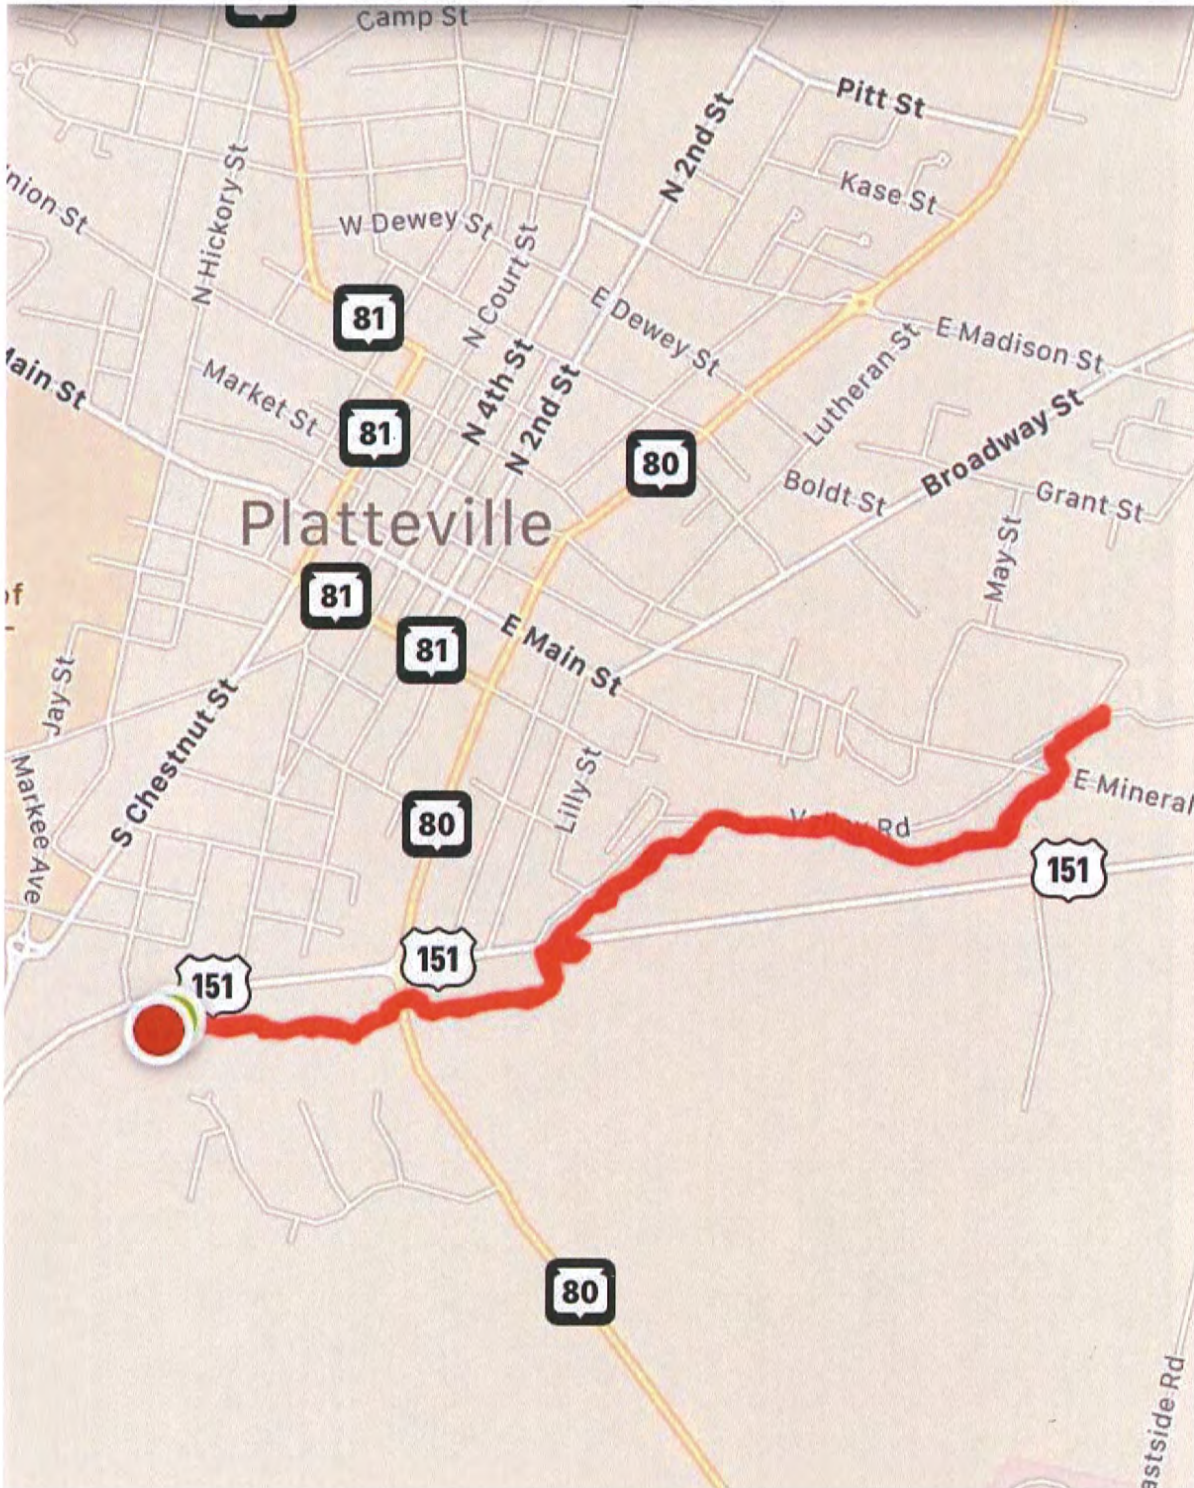 Camp St
Pitt St
N 2nd St
Kase St
nion St
N Hickory St
W Dewey St
N Court St
81
E Dewey St
E Madison St
Lutheran St
Main St
Market St
N 4th St
N 2nd St
81
80
Broadway St
Boldt St
Grant St
Platteville
May St
of
81
E Main St
81
Jay St
S Chestnut St
Lilly St
E Mineral
Markee Ave
80
Rd
151
151
151
80
astside Rd